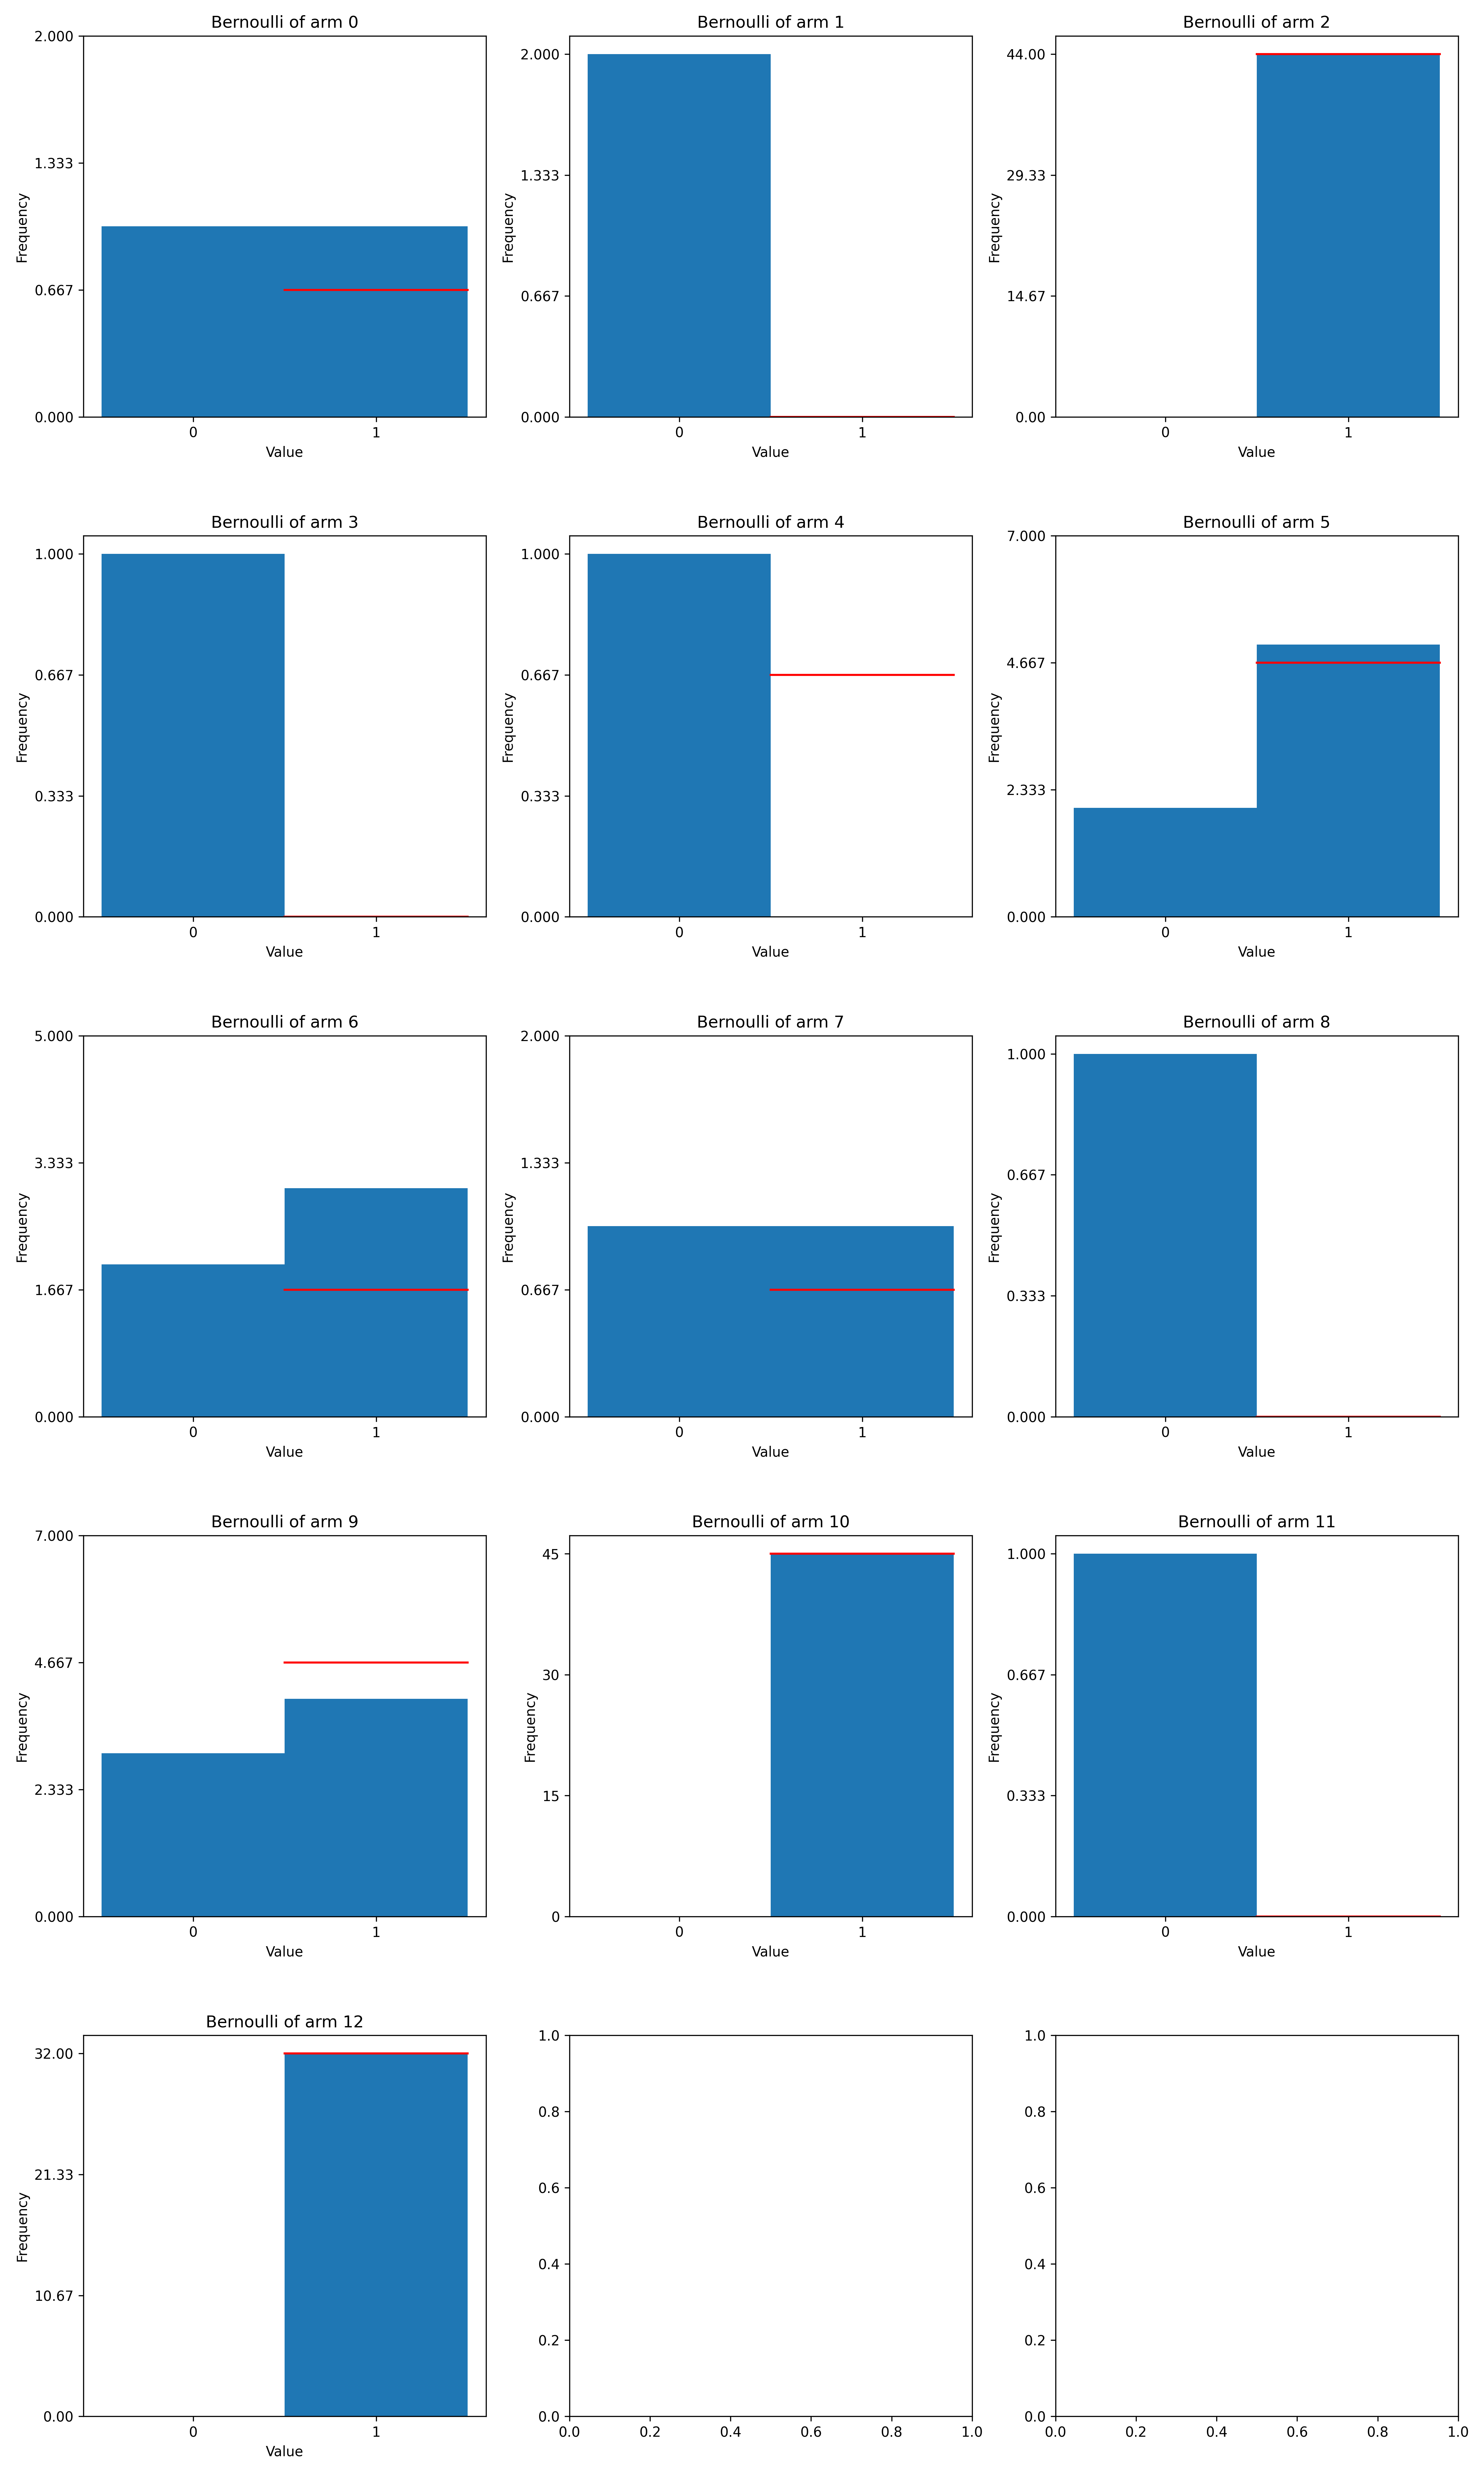 Bernoulli of arm 0
2.000
1.333
0.667
0.000
Frequency
0 1
Value
Bernoulli of arm 1
2.000
1.333
0.667
0.000
Frequency
0 1
Value
Bernoulli of arm 2
44.00
29.33
14.67
0.00
Frequency
0 1
Value
Bernoulli of arm 3
1.000
0.667
0.333
0.000
Frequency
0 1
Value
Bernoulli of arm 4
1.000
0.667
0.333
0.000
Frequency
0 1
Value
Bernoulli of arm 5
7.000
4.667
2.333
0.000
Frequency
0 1
Value
Bernoulli of arm 6
5.000
3.333
1.667
0.000
Frequency
0 1
Value
Bernoulli of arm 7
2.000
1.333
0.667
0.000
Frequency
0 1
Value
Bernoulli of arm 8
1.000
0.667
0.333
0.000
Frequency
0 1
Value
Bernoulli of arm 9
7.000
4.667
2.333
0.000
Frequency
0 1
Value
Bernoulli of arm 10
45
30
15
0
Frequency
0 1
Value
Bernoulli of arm 11
1.000
0.667
0.333
0.000
Frequency
0 1
Value
Bernoulli of arm 12
32.00
21.33
10.67
0.00
Frequency
0 1
Value
1.0
0.8
0.6
0.4
0.2
0.0
0.0 0.2 0.4 0.6 0.8 1.0
1.0
0.8
0.6
0.4
0.2
0.0
0.0 0.2 0.4 0.6 0.8 1.0